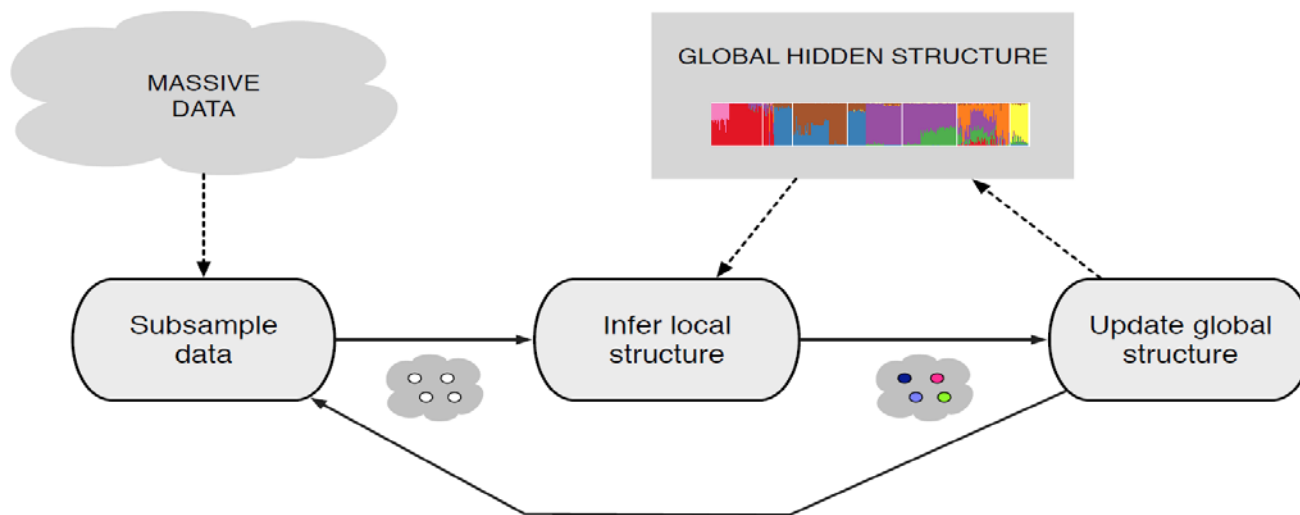 MASSIVE
DATA
GLOBAL HIDDEN STRUCTURE
Subsample
data
Infer local
structure
Update global
structure